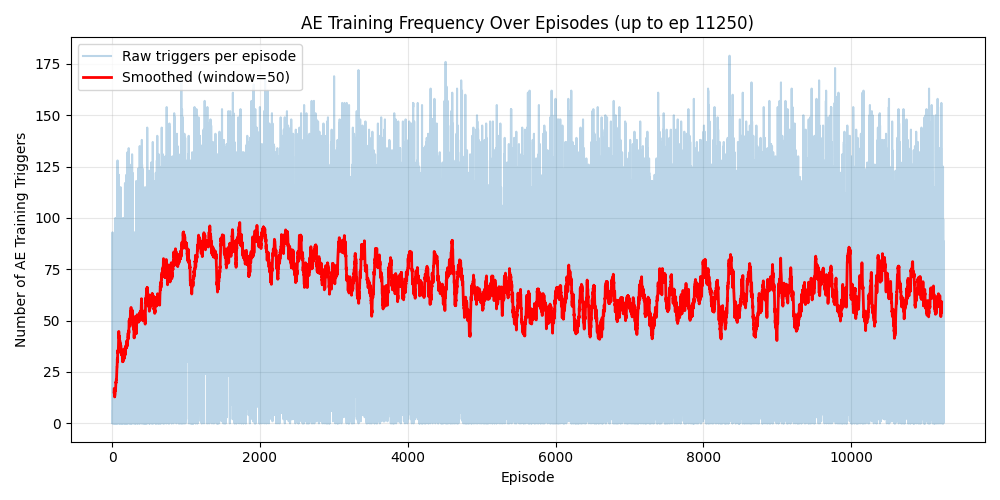 AE Training Frequency Over Episodes (up to ep 11250)
Raw triggers per episode
Smoothed (window=50)
Number of AE Training Triggers
175
150
125
100
75
50
25
0
0 2000 4000 6000 8000 10000
Episode